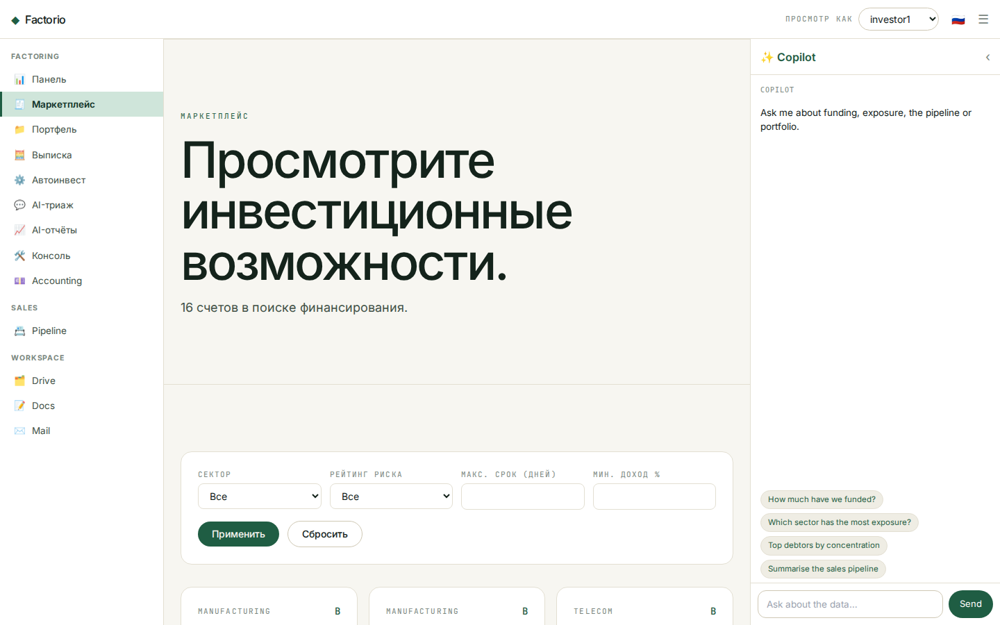 Factorio
ПРОСМОТР КАК
investor1
FACTORING
Панель
Маркетплейс
Портфель
Выписка
Автоинвест
AI-триаж
AI-отчёты
Консоль
Accounting
SALES
Pipeline
WORKSPACE
Drive
Docs
Mail
МАРКЕТПЛЕЙС
Просмотрите
инвестиционные
возможности.
16 счетов в поиске финансирования.
СЕКТОР
РЕЙТИНГ РИСКА
МАКС. СРОК (ДНЕЙ)
МИН. ДОХОД %
Все
Все
Применить
Сбросить
MANUFACTURING B
MANUFACTURING B
TELECOM B
Copilot
COPILOT
Ask me about funding, exposure, the pipeline or
portfolio.
How much have we funded?
Which sector has the most exposure?
Top debtors by concentration
Summarise the sales pipeline
Ask about the data...
Send